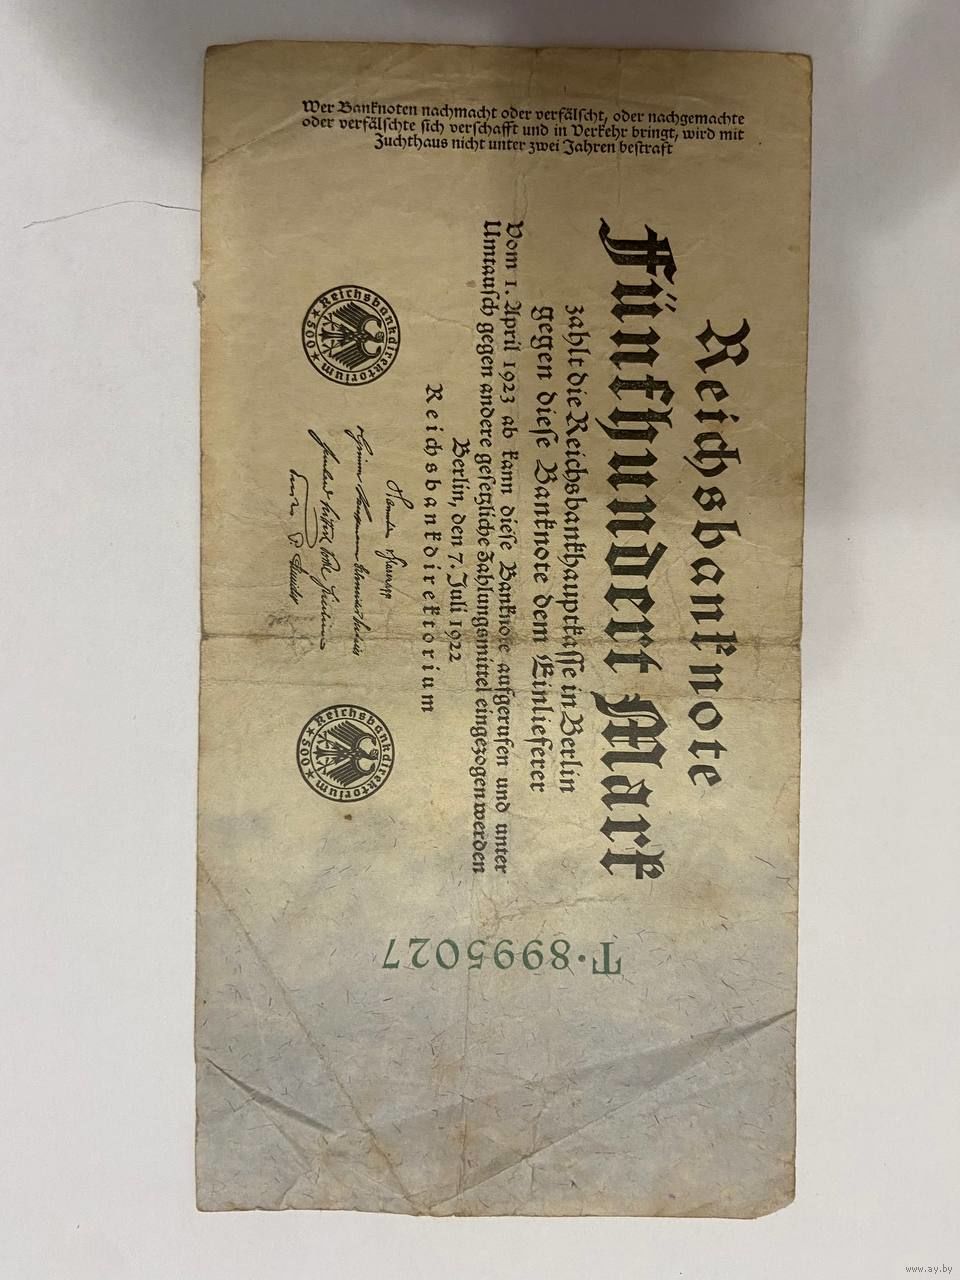 Wer Banknoten nachmacht oder verfälscht, oder nachgemachte
oder verfälschte sich verschafft und in Verkehr bringt, wird mit
Zuchthaus nicht unter zwei Jahren bestraft
Reichsbanknote
Fünfhundert Mark
zahlt die Reichsbankhauptkasse in Berlin
gegen diese Banknote dem Einlieferer
Vom 1. April 1923 ab kann diese Banknote aufgerufen und unter
Umtausch gegen andere gesetzliche Zahlungsmittel eingezogen werden
Berlin, den 7. Juli 1922
Reichsbankdirektorium
Reichsbankdirektorium
*500*
Reichsbankdirektorium
*500*
T·8995027
www.ay.by